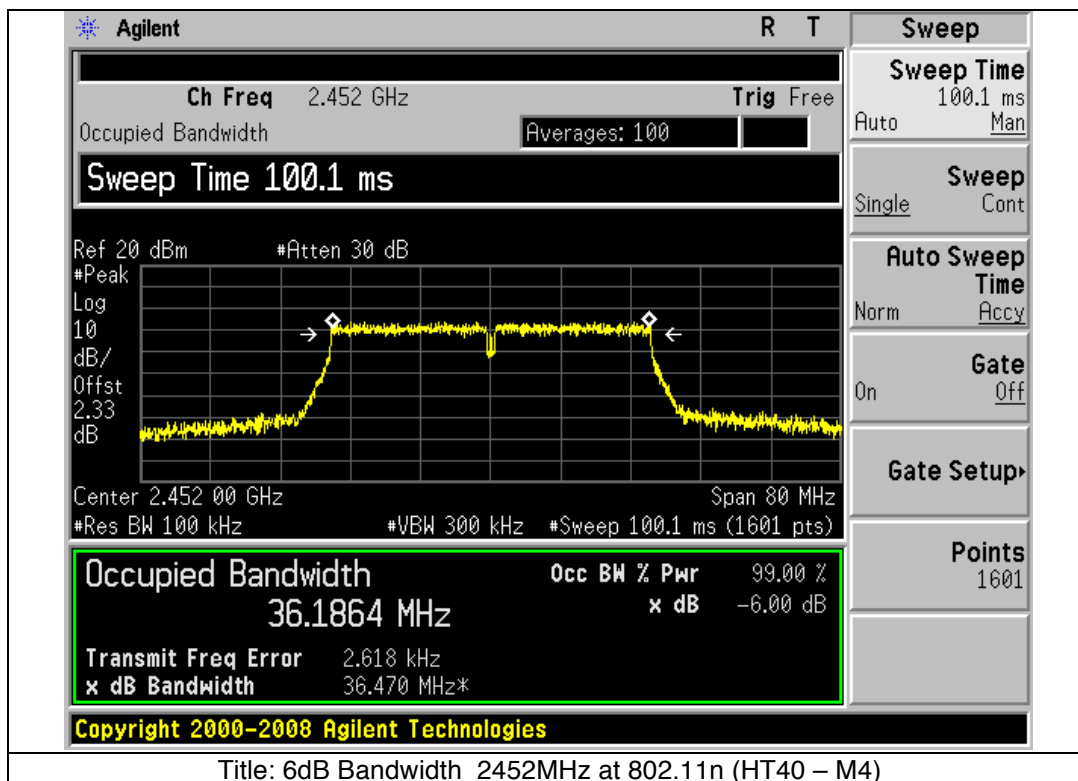 Agilent R T
Ch Freq 2.452 GHz Trig Free
Occupied Bandwidth Averages: 100
Sweep Time 100.1 ms
Ref 20 dBm #Atten 30 dB
#Peak
Log
10
dB/
Offst
2.33
dB
Center 2.452 00 GHz Span 80 MHz
#Res BW 100 kHz #VBW 300 kHz #Sweep 100.1 ms (1601 pts)
Occupied Bandwidth Occ BW % Pwr 99.00 %
36.1864 MHz x dB -6.00 dB
Transmit Freq Error 2.618 kHz
x dB Bandwidth 36.470 MHz*
Copyright 2000-2008 Agilent Technologies
Sweep
Sweep Time
100.1 ms
Auto Man
Sweep
Single Cont
Auto Sweep
Time
Norm Accy
Gate
On Off
Gate Setup
Points
1601
Title: 6dB Bandwidth 2452MHz at 802.11n (HT40 – M4)